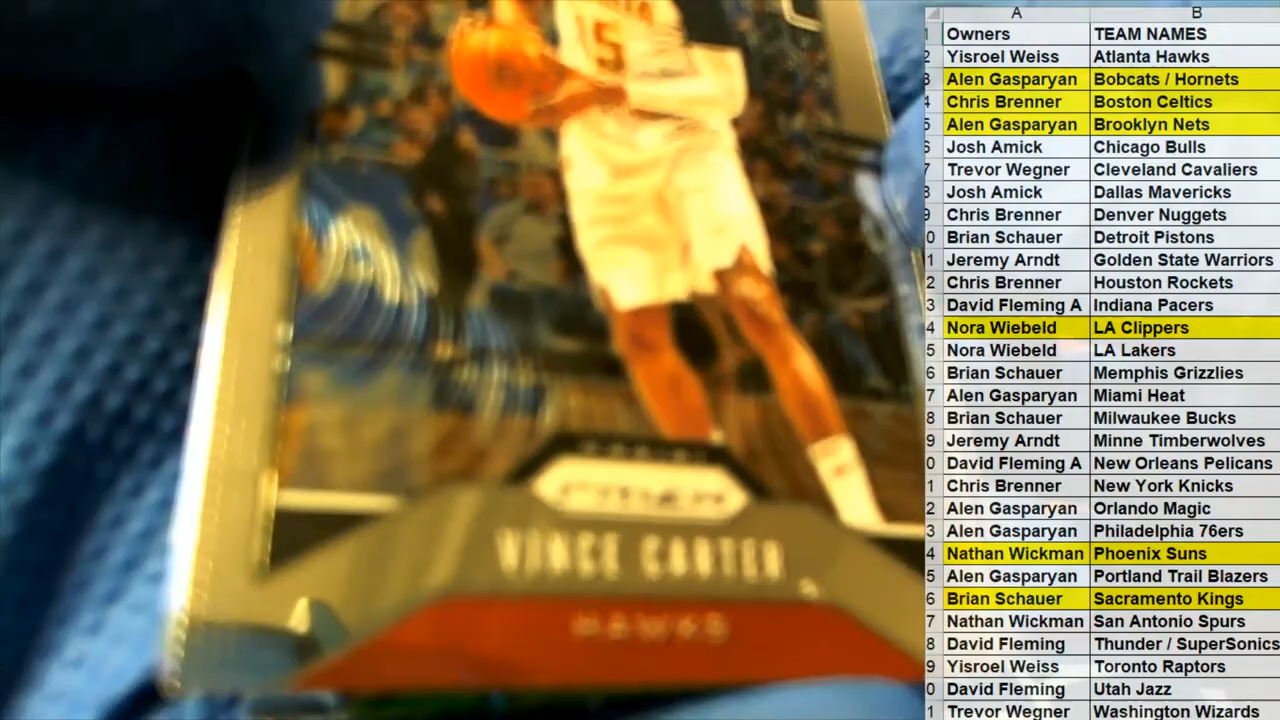 15
PANINI
PRIZM
VINCE CARTER
HAWKS
A B
1 Owners TEAM NAMES
2 Yisroel Weiss Atlanta Hawks
3 Alen Gasparyan Bobcats / Hornets
4 Chris Brenner Boston Celtics
5 Alen Gasparyan Brooklyn Nets
6 Josh Amick Chicago Bulls
7 Trevor Wegner Cleveland Cavaliers
8 Josh Amick Dallas Mavericks
9 Chris Brenner Denver Nuggets
0 Brian Schauer Detroit Pistons
1 Jeremy Arndt Golden State Warriors
2 Chris Brenner Houston Rockets
3 David Fleming A Indiana Pacers
4 Nora Wiebeld LA Clippers
5 Nora Wiebeld LA Lakers
6 Brian Schauer Memphis Grizzlies
7 Alen Gasparyan Miami Heat
8 Brian Schauer Milwaukee Bucks
9 Jeremy Arndt Minne Timberwolves
0 David Fleming A New Orleans Pelicans
1 Chris Brenner New York Knicks
2 Alen Gasparyan Orlando Magic
3 Alen Gasparyan Philadelphia 76ers
4 Nathan Wickman Phoenix Suns
5 Alen Gasparyan Portland Trail Blazers
6 Brian Schauer Sacramento Kings
7 Nathan Wickman San Antonio Spurs
8 David Fleming Thunder / SuperSonics
9 Yisroel Weiss Toronto Raptors
0 David Fleming Utah Jazz
1 Trevor Wegner Washington Wizards